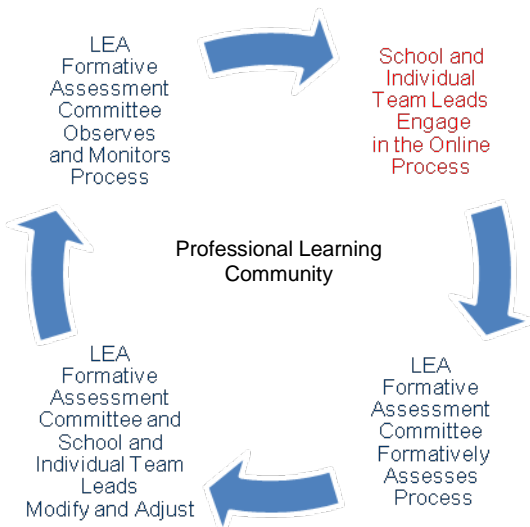 LEA
Formative
Assessment
Committee
Observes
and Monitors
Process
School and
Individual
Team Leads
Engage
in the Online
Process
Professional Learning
Community
LEA
Formative
Assessment
Committee and
School and
Individual Team
Leads
Modify and Adjust
LEA
Formative
Assessment
Committee
Formatively
Assesses
Process